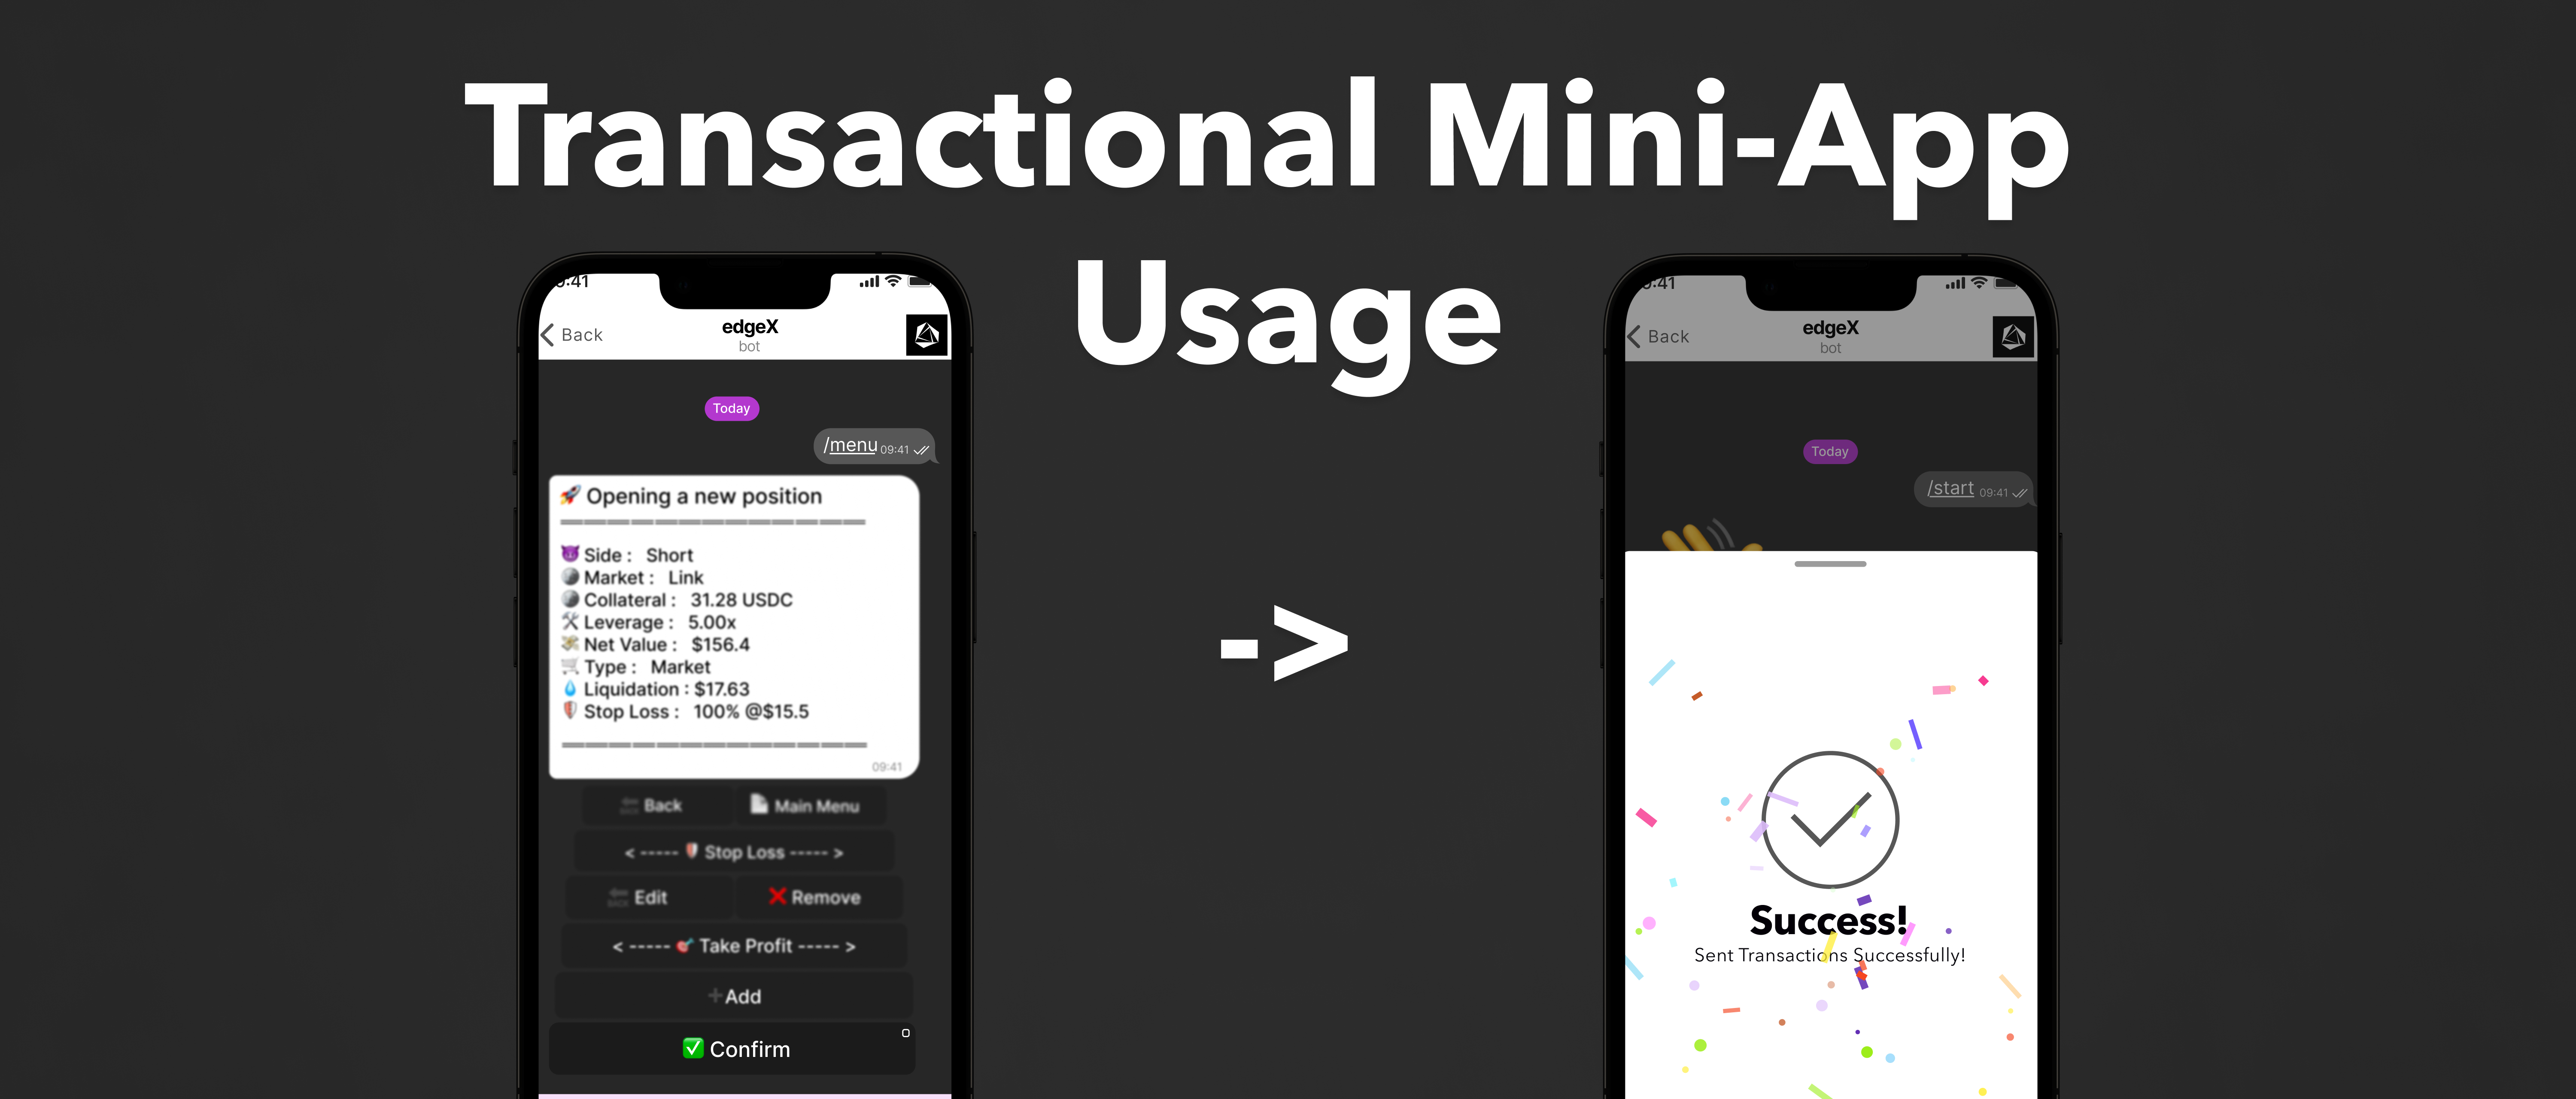 Transactional Mini-App
Usage
9:41
Back
edgeX
bot
Today
/menu 09:41
🚀 Opening a new position
😈 Side : Short
Market : Link
Collateral : 31.28 USDC
🛠 Leverage : 5.00x
💸 Net Value : $156.4
🛒 Type : Market
💧 Liquidation : $17.63
Stop Loss : 100% @$15.5
09:41
Back
Main Menu
< ----- Stop Loss ----- >
Edit
❌ Remove
< ----- 🎯 Take Profit ----- >
+ Add
✅ Confirm
->
9:41
Back
edgeX
bot
Today
/start 09:41
Success!
Sent Transactions Successfully!